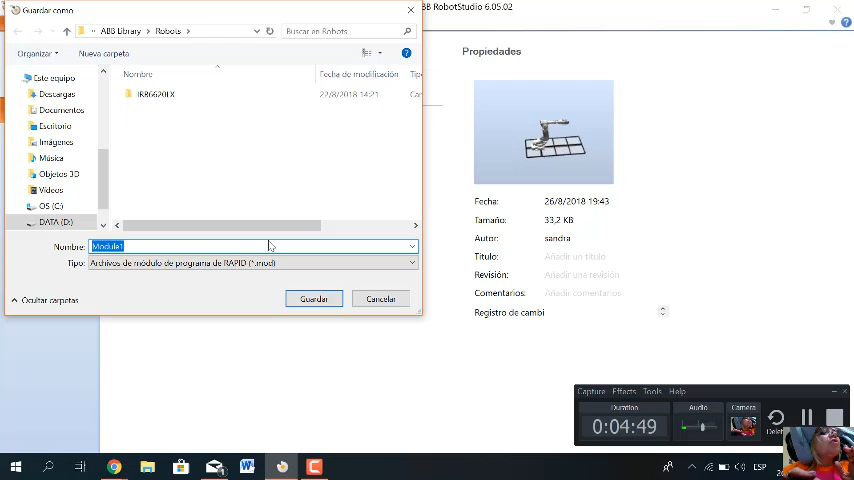 Guardar como
ABB RobotStudio 6.05.02
ABB Library > Robots >
Buscar en Robots
Organizar
Nueva carpeta
Este equipo
Descargas
Documentos
Escritorio
Imágenes
Música
Objetos 3D
Vídeos
OS (C:)
DATA (D:)
Nombre
Fecha de modificación
Tipo
IRB6620LX
22/8/2018 14:21
Car
Nombre:
Module1
Tipo:
Archivos de módulo de programa de RAPID (*.mod)
Ocultar carpetas
Guardar
Cancelar
Propiedades
Fecha:
26/8/2018 19:43
Tamaño:
33,2 KB
Autor:
sandra
Título:
Añadir un título
Revisión:
Añadir una revisión
Comentarios:
Añadir comentarios
Registro de cambi
Capture Effects Tools Help
Duration
0:04:49
Audio
Camera
Delete
ESP